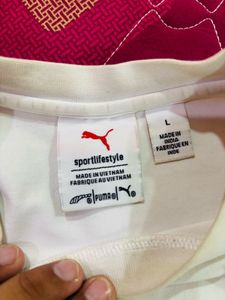 sportlifestyle
MADE IN VIETNAM
FABRIQUE AU VIETNAM
PUMA
L
MADE IN
INDIA
FABRIQUE EN
INDE